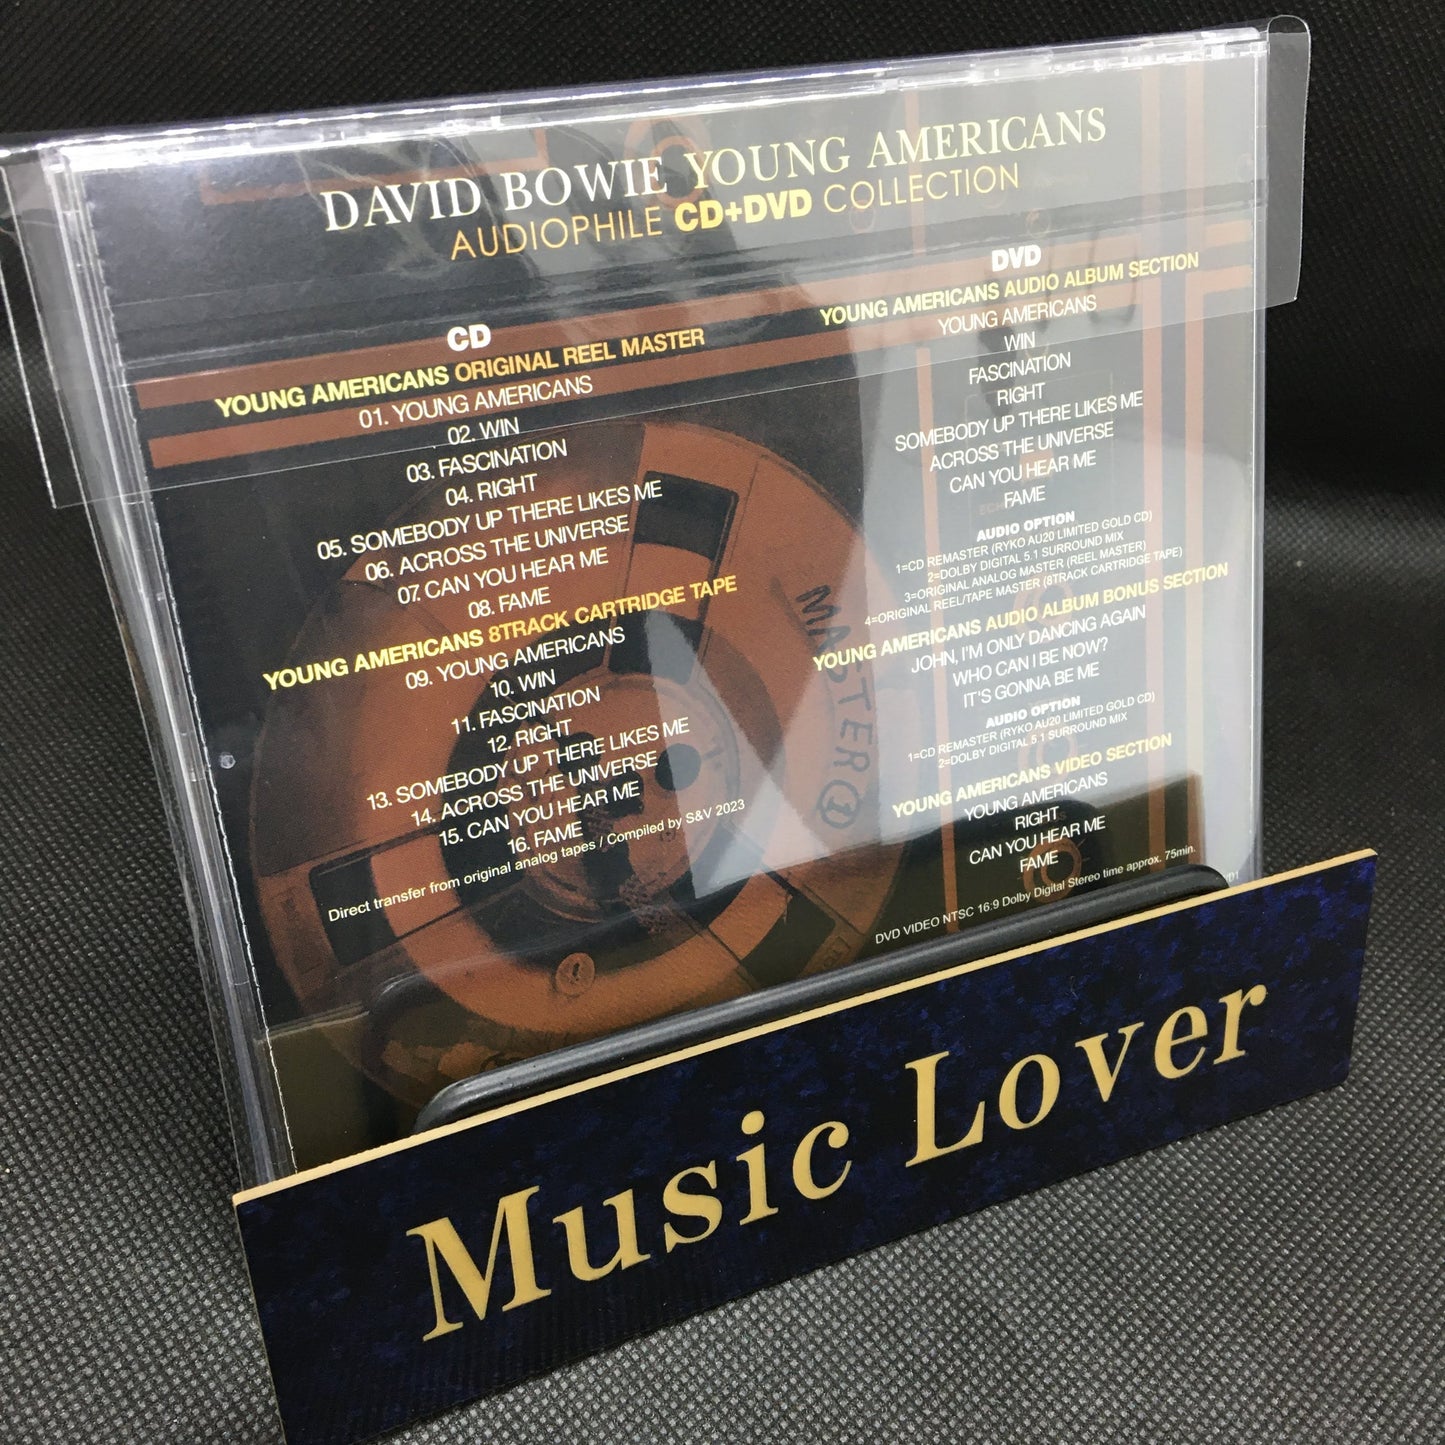 DAVID BOWIE YOUNG AMERICANS
AUDIOPHILE CD+DVD COLLECTION
CD
YOUNG AMERICANS ORIGINAL REEL MASTER
01. YOUNG AMERICANS
02. WIN
03. FASCINATION
04. RIGHT
05. SOMEBODY UP THERE LIKES ME
06. ACROSS THE UNIVERSE
07. CAN YOU HEAR ME
08. FAME
YOUNG AMERICANS 8TRACK CARTRIDGE TAPE
09. YOUNG AMERICANS
10. WIN
11. FASCINATION
12. RIGHT
13. SOMEBODY UP THERE LIKES ME
14. ACROSS THE UNIVERSE
15. CAN YOU HEAR ME
16. FAME
Direct transfer from original analog tapes / Compiled by S&V 2023
DVD
YOUNG AMERICANS AUDIO ALBUM SECTION
YOUNG AMERICANS
WIN
FASCINATION
RIGHT
SOMEBODY UP THERE LIKES ME
ACROSS THE UNIVERSE
CAN YOU HEAR ME
FAME
AUDIO OPTION
1=CD REMASTER (RYKO AU20 LIMITED GOLD CD)
2=DOLBY DIGITAL 5.1 SURROUND MIX
3=ORIGINAL ANALOG MASTER (REEL MASTER)
4=ORIGINAL REEL/TAPE MASTER (8TRACK CARTRIDGE TAPE)
YOUNG AMERICANS AUDIO ALBUM BONUS SECTION
JOHN, I'M ONLY DANCING AGAIN
WHO CAN I BE NOW?
IT'S GONNA BE ME
AUDIO OPTION
1=CD REMASTER (RYKO AU20 LIMITED GOLD CD)
2=DOLBY DIGITAL 5.1 SURROUND MIX
YOUNG AMERICANS VIDEO SECTION
YOUNG AMERICANS
RIGHT
CAN YOU HEAR ME
FAME
DVD VIDEO NTSC 16:9 Dolby Digital Stereo time approx. 75min.
MASTER
Music Lover